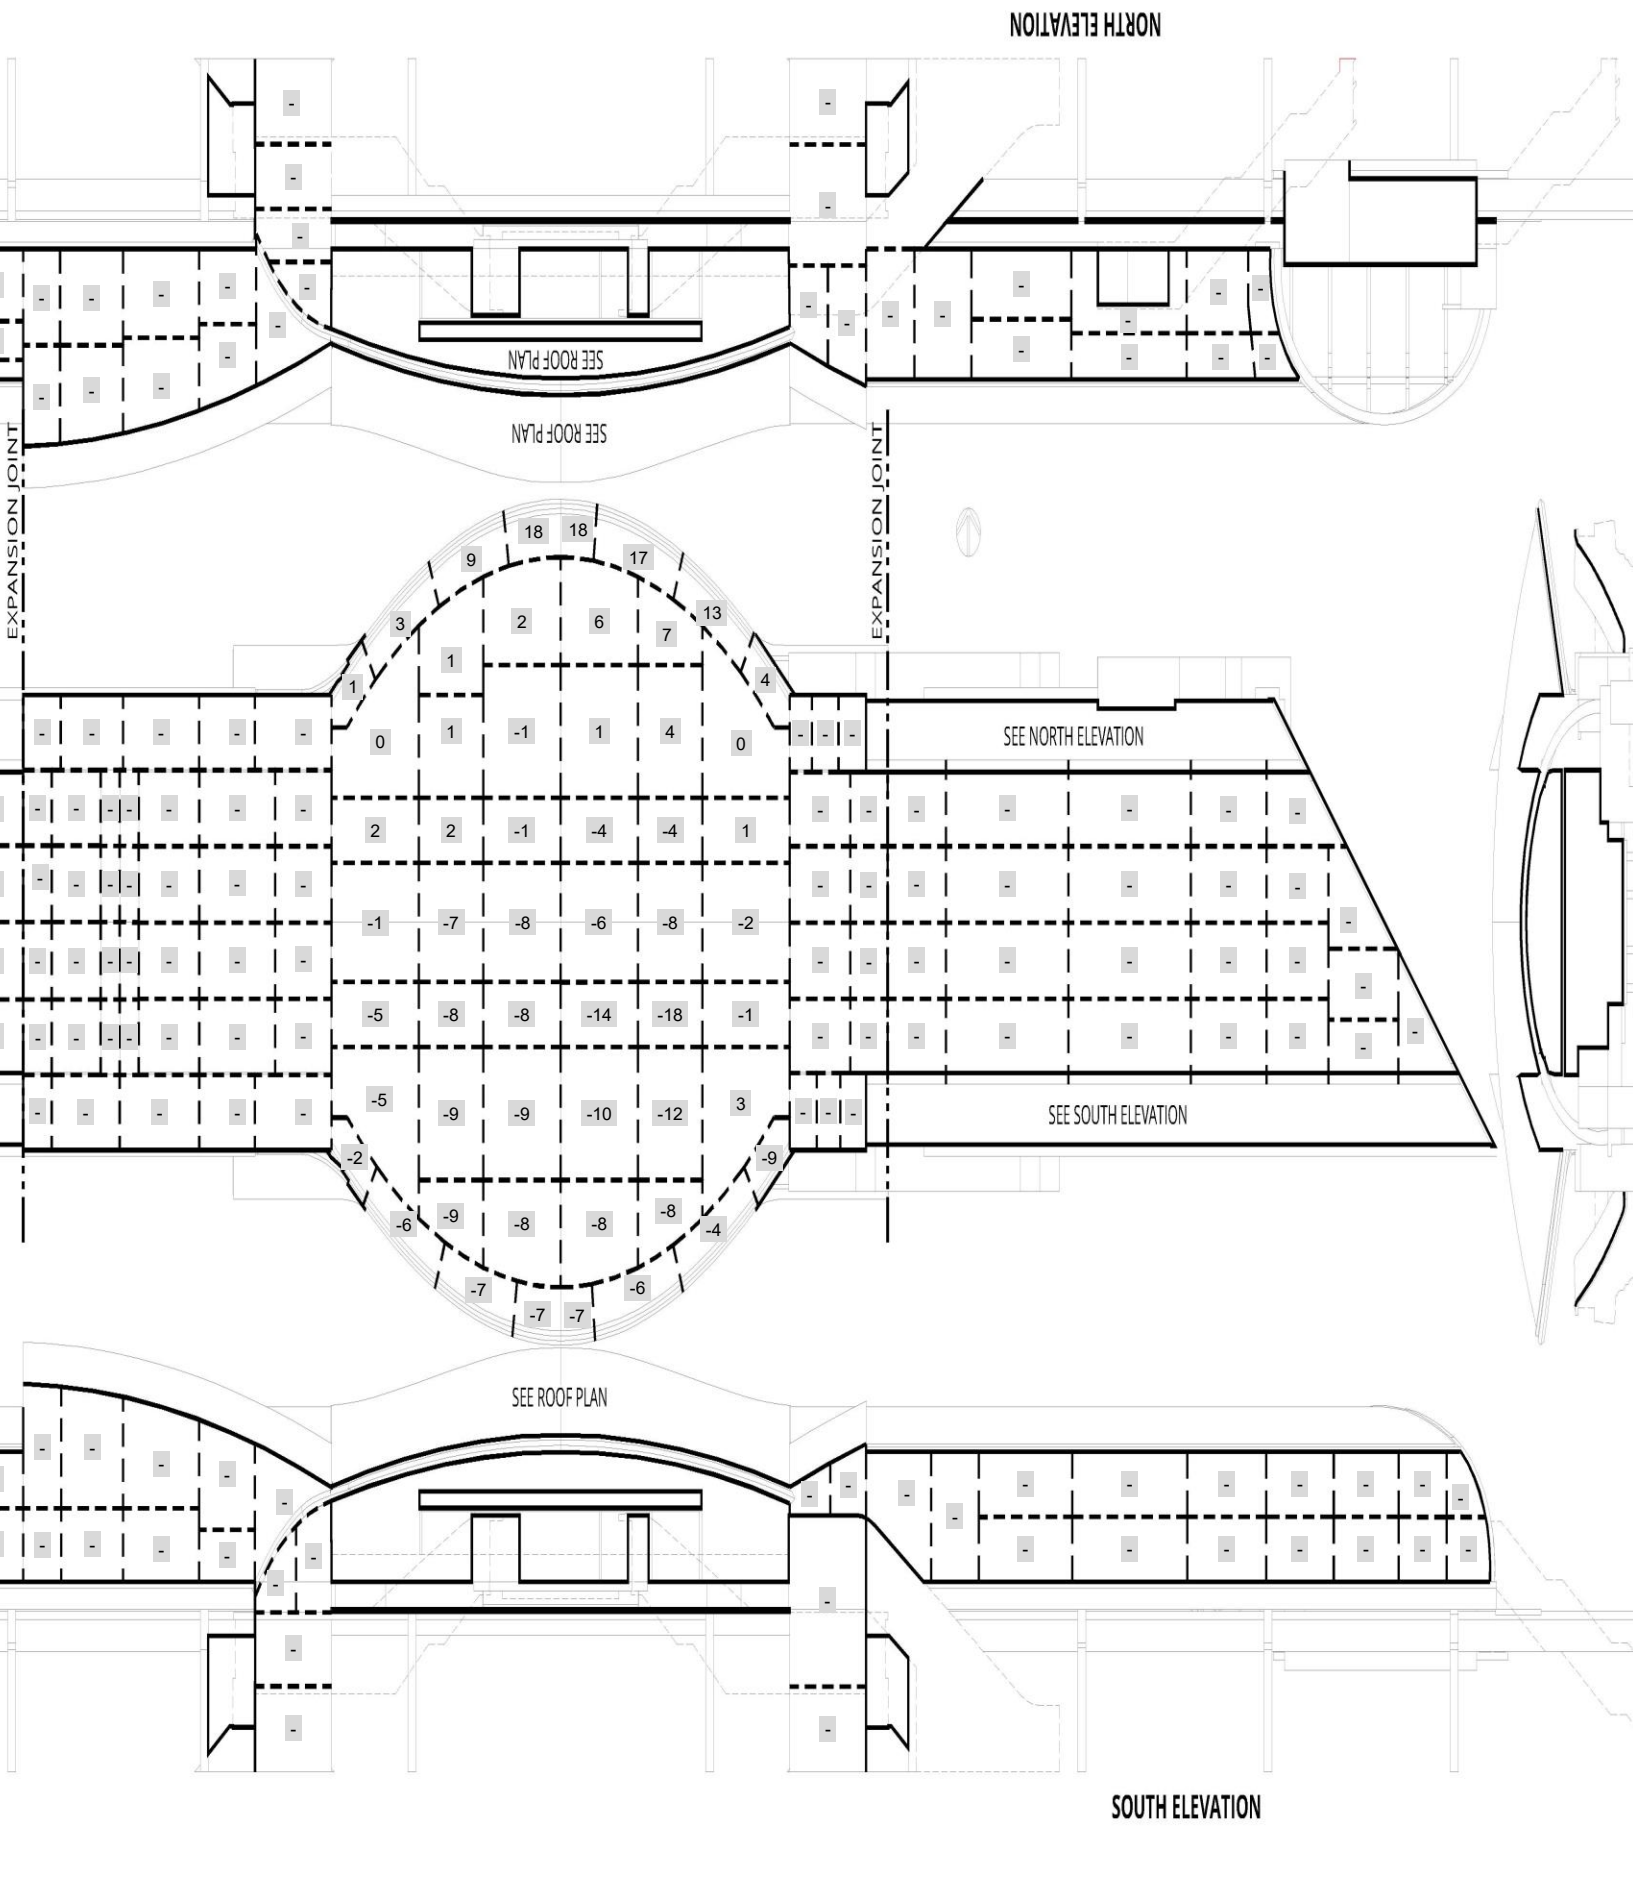 NORTH ELEVATION
- -
-
-
-
- - - - - - - - - - -
- - -
- - - - -
SEE ROOF PLAN
- - -
SEE ROOF PLAN
EXPANSION JOINT
EXPANSION JOINT
18 18
9 17
3 2 6 7 13
1 1 4
- - - - - 0 1 -1 1 4 0 - - - SEE NORTH ELEVATION
- - - - - - - 2 2 -1 -4 -4 1 - - - - - - -
- - - - - - - - - - - - - -
-1 -7 -8 -6 -8 -2 -
- - - - - - - - - - - - - -
-
-5 -8 -8 -14 -18 -1
- - - - - - - - - - - - - - - -
- - - - - -5 -9 -9 -10 -12 3 - - - SEE SOUTH ELEVATION
-2 -9
-6 -9 -8 -8 -8 -4
-7 -6
-7 -7
SEE ROOF PLAN
- - - - - - - - - - - - - -
- -
- - - - - - - - - - -
- -
-
- -
SOUTH ELEVATION